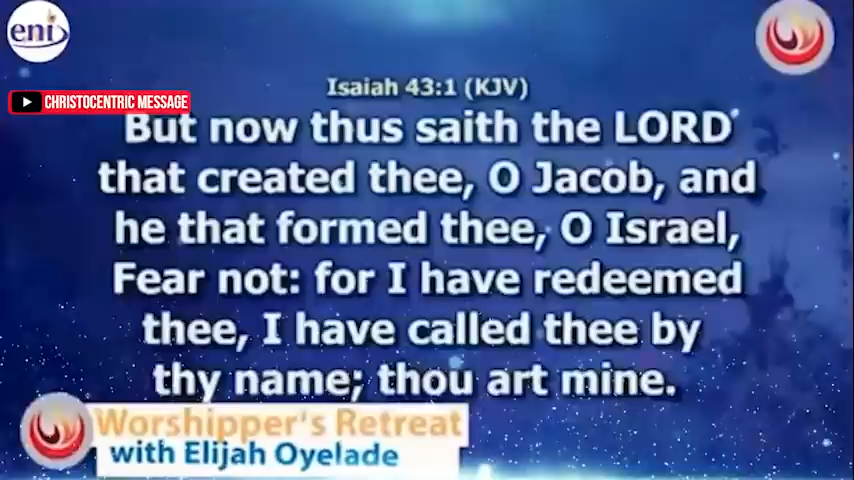 eni
Isaiah 43:1 (KJV)
CHRISTOCENTRIC MESSAGE
But now thus saith the LORD
that created thee, O Jacob, and
he that formed thee, O Israel,
Fear not: for I have redeemed
thee, I have called thee by
thy name; thou art mine.
Worshipper's Retreat
with Elijah Oyelade